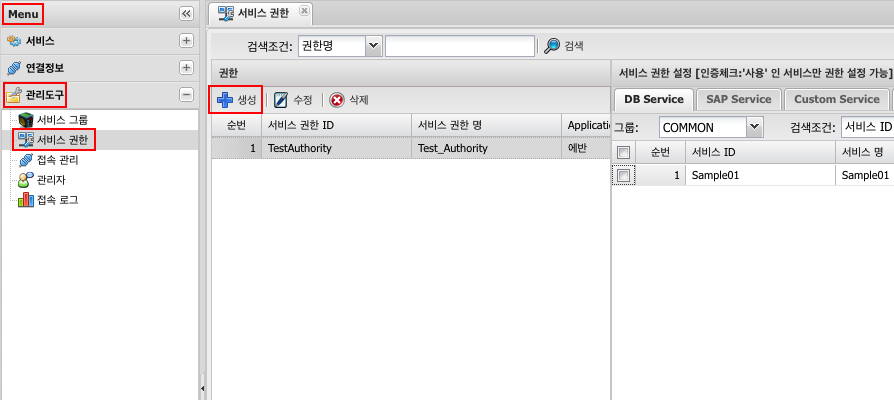 Menu
서비스
연결정보
관리도구
서비스 그룹
서비스 권한
접속 관리
관리자
접속 로그
서비스 권한
검색조건: 권한명 검색
권한
생성 수정 삭제
순번 서비스 권한 ID 서비스 권한 명 Application
1 TestAuthority Test_Authority 에반
서비스 권한 설정 [인증체크:'사용' 인 서비스만 권한 설정 가능]
DB Service SAP Service Custom Service
그룹: COMMON 검색조건: 서비스 ID
순번 서비스 ID 서비스 명
1 Sample01 Sample01